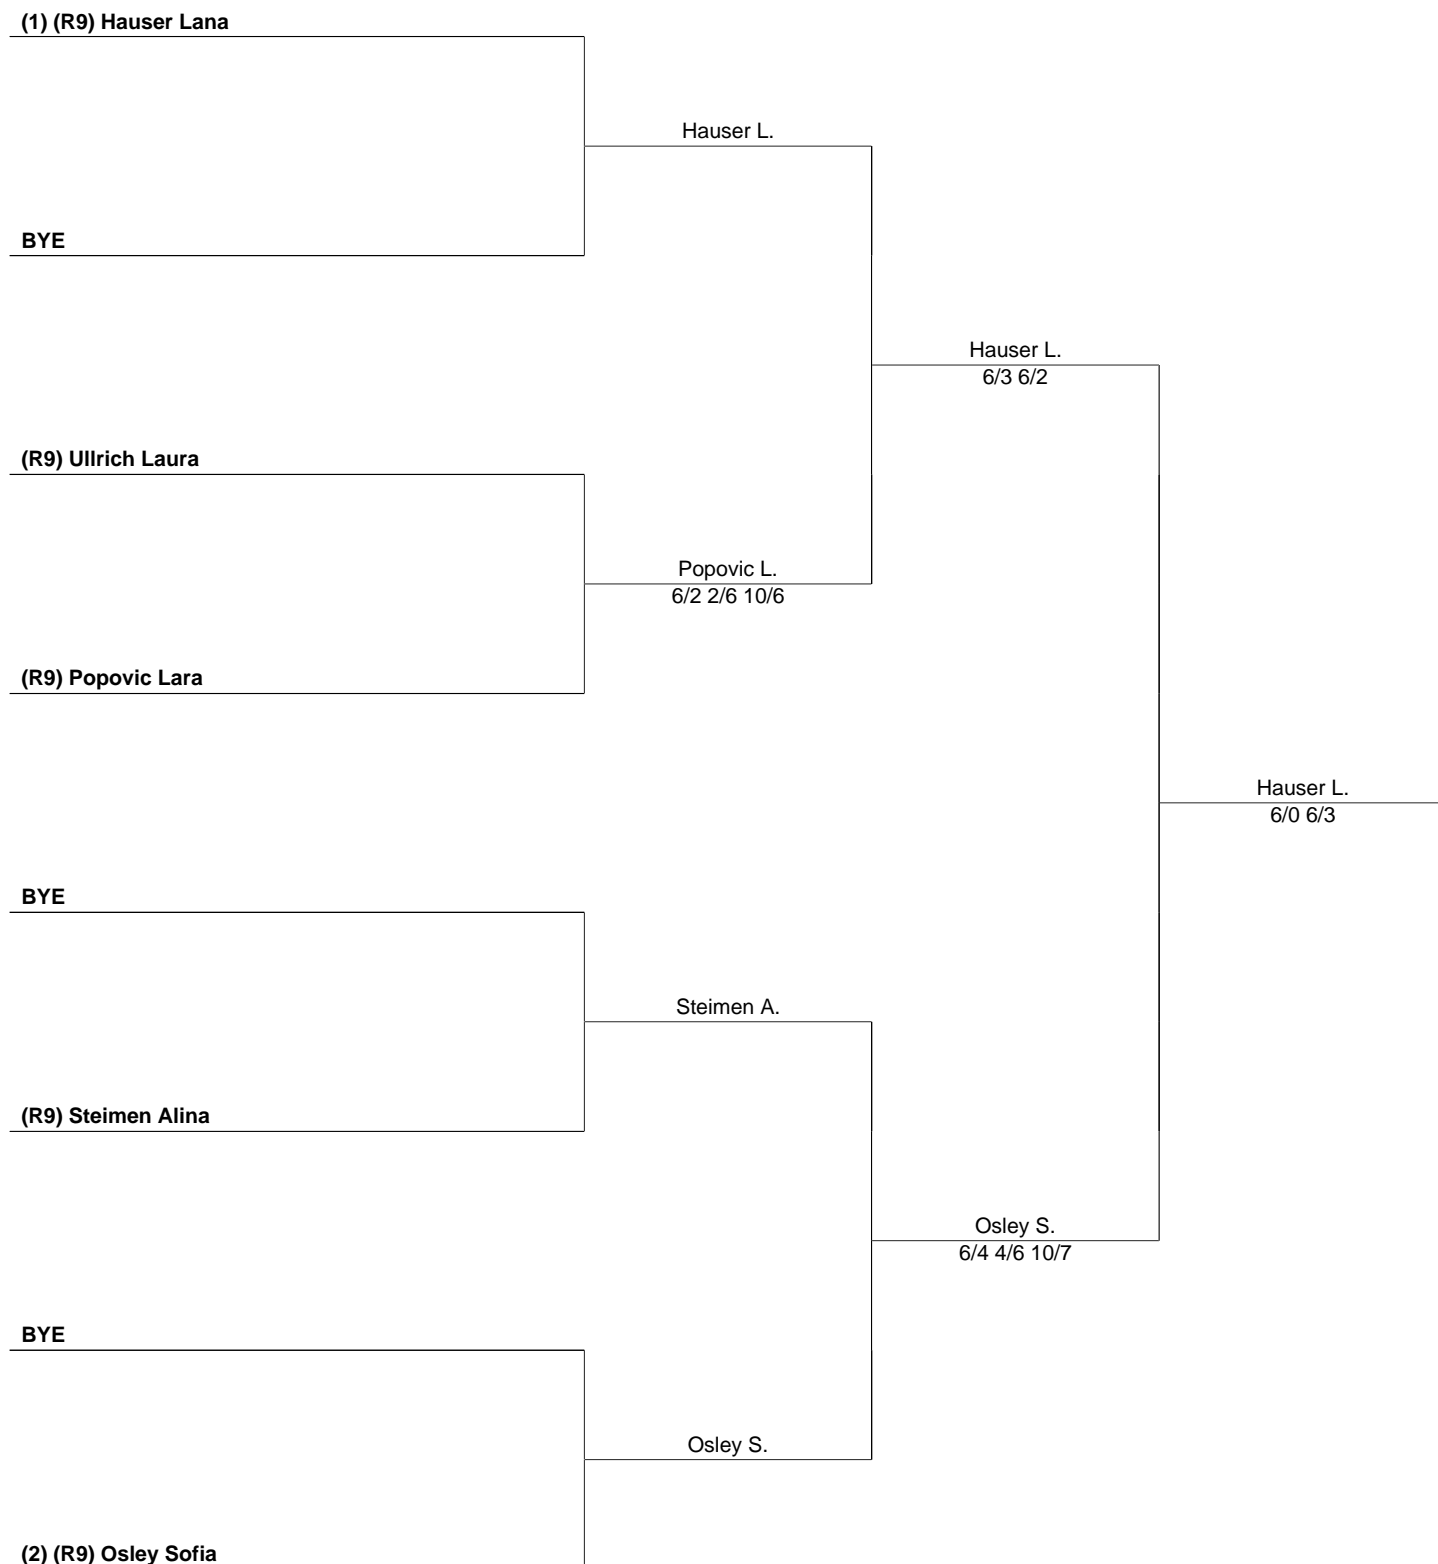 (1) (R9) Hauser Lana
Hauser L.
BYE
Hauser L.
6/3 6/2
(R9) Ullrich Laura
Popovic L.
6/2 2/6 10/6
(R9) Popovic Lara
Hauser L.
6/0 6/3
BYE
Steimen A.
(R9) Steimen Alina
Osley S.
6/4 4/6 10/7
BYE
Osley S.
(2) (R9) Osley Sofia